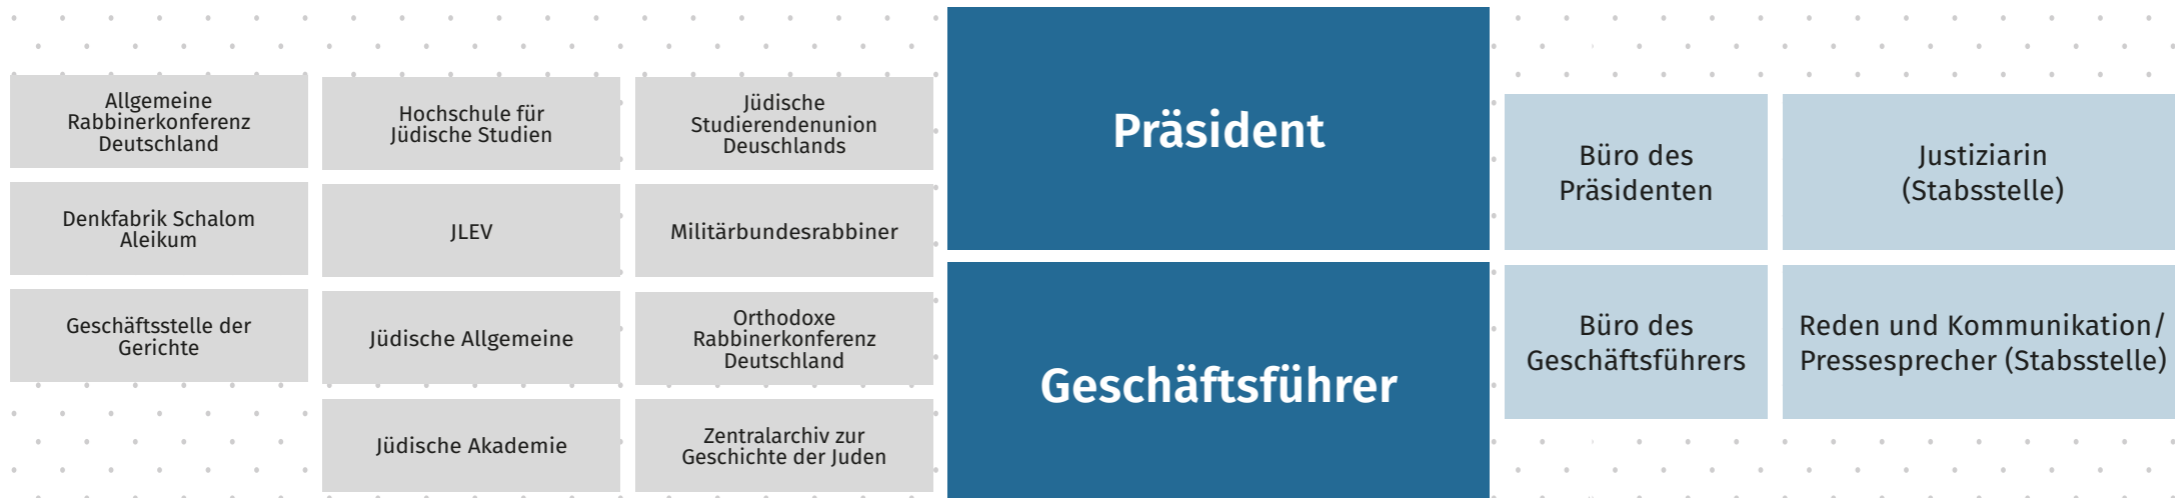 Allgemeine
Rabbinerkonferenz
Deutschland
Denkfabrik Schalom
Aleikum
Geschäftsstelle der
Gerichte
Hochschule für
Jüdische Studien
JLEV
Jüdische Allgemeine
Jüdische Akademie
Jüdische
Studierendenunion
Deuschlands
Militärbundesrabbiner
Orthodoxe
Rabbinerkonferenz
Deutschland
Zentralarchiv zur
Geschichte der Juden
Präsident
Geschäftsführer
Büro des
Präsidenten
Justiziarin
(Stabsstelle)
Büro des
Geschäftsführers
Reden und Kommunikation/
Pressesprecher (Stabsstelle)